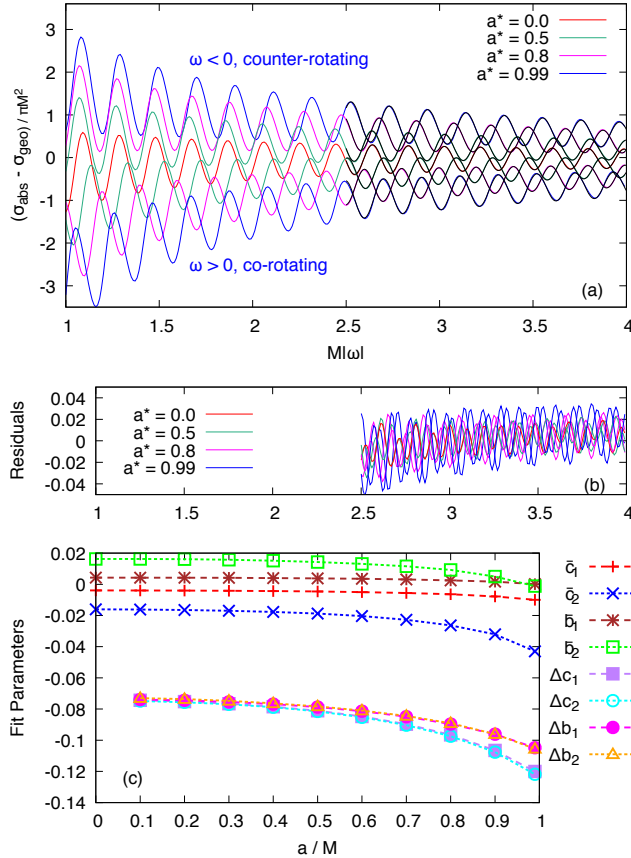 a* = 0.0
a* = 0.5
a* = 0.8
a* = 0.99
ω < 0, counter-rotating
ω > 0, co-rotating
(σabs - σgeo) / πM²
3
2
1
0
-1
-2
-3
(a)
1 1.5 2 2.5 3 3.5 4
M|ω|
Residuals
0.04
0.02
0
-0.02
-0.04
a* = 0.0
a* = 0.5
a* = 0.8
a* = 0.99
(b)
1 1.5 2 2.5 3 3.5 4
Fit Parameters
0.02
0
-0.02
-0.04
-0.06
-0.08
-0.1
-0.12
-0.14
(c)
0 0.1 0.2 0.3 0.4 0.5 0.6 0.7 0.8 0.9 1
a / M
c̄₁
c̄₂
b̄₁
b̄₂
Δc₁
Δc₂
Δb₁
Δb₂